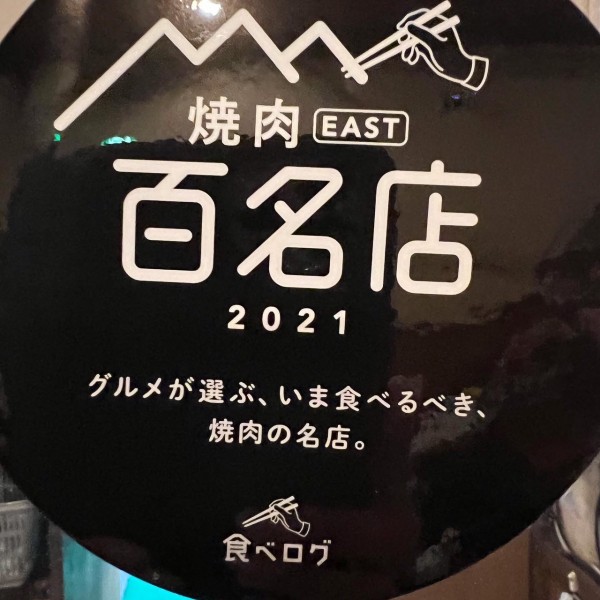 焼肉 EAST
百名店
2021
グルメが選ぶ、いま食べるべき、
焼肉の名店。
食べログ